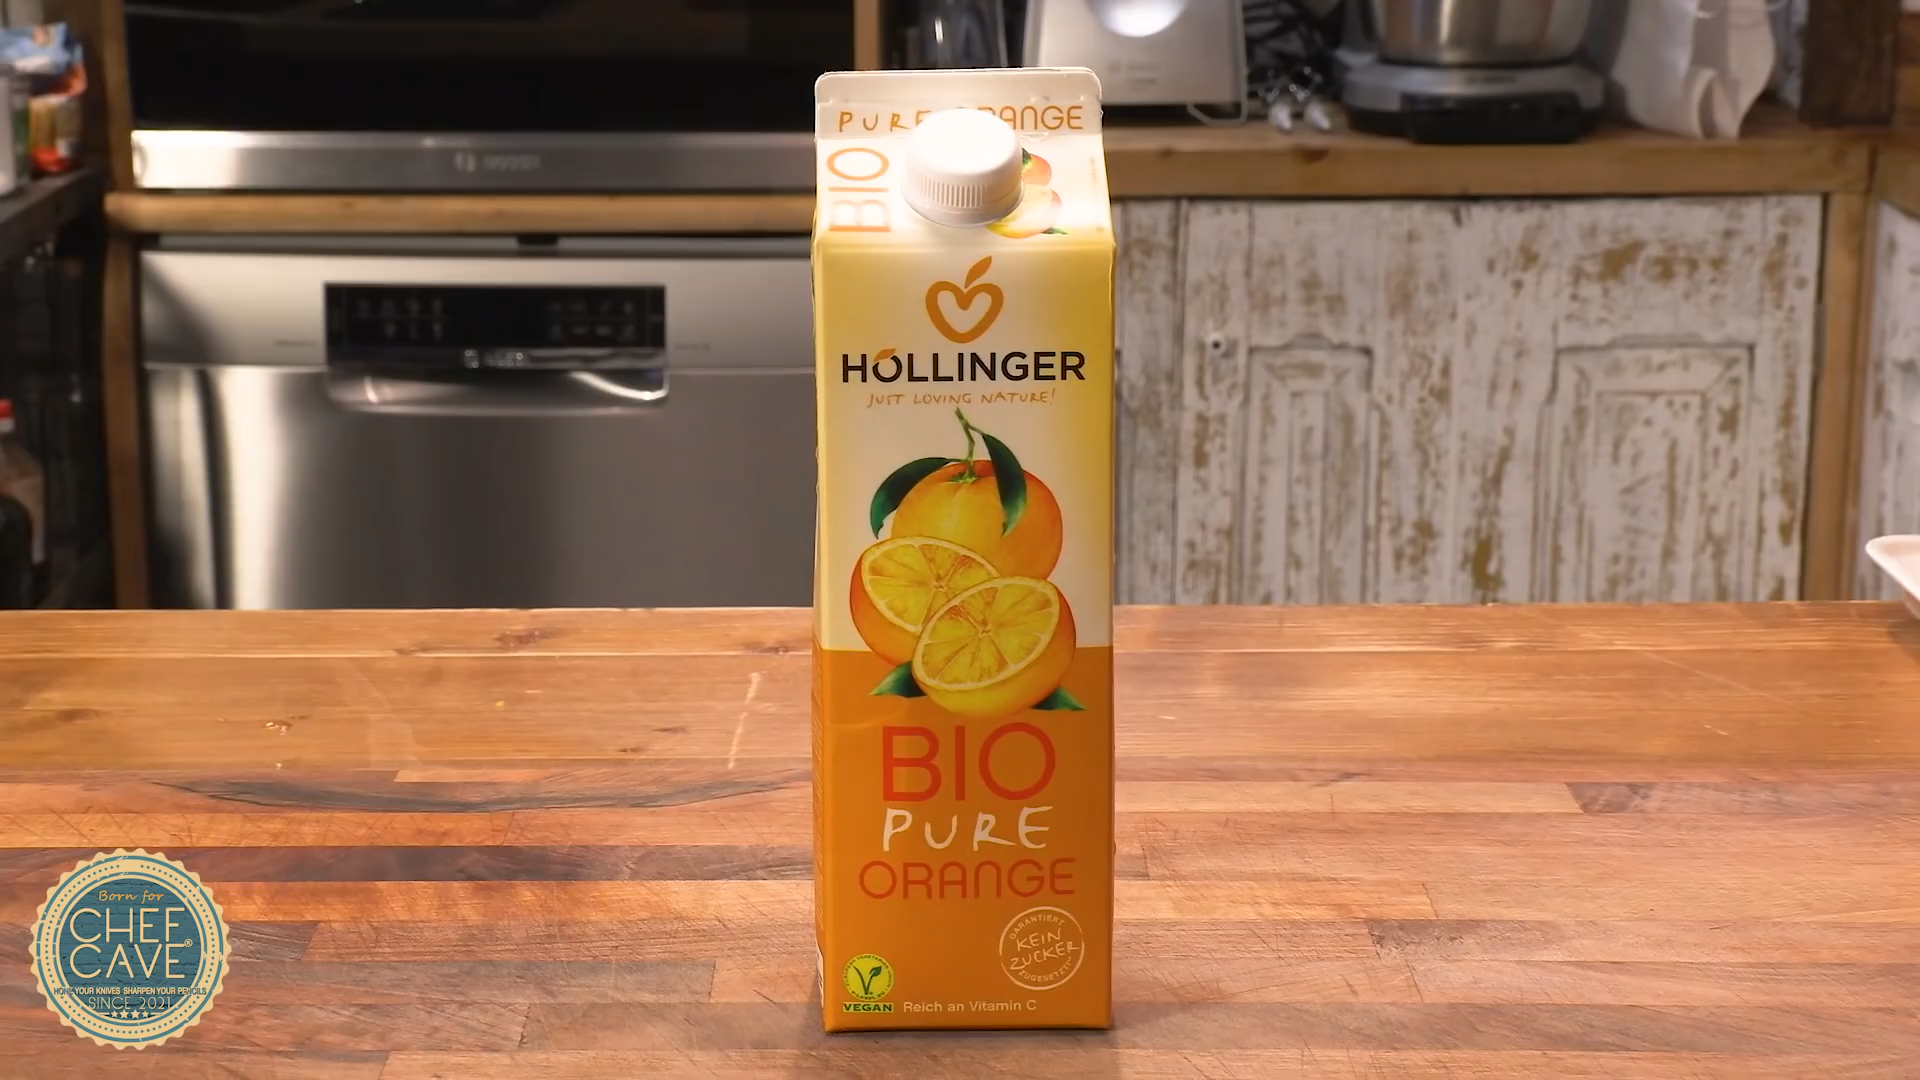 PURE ORANGE
BIO
HOLLINGER
JUST LOVING NATURE!
BIO
PURE
ORANGE
GARANTIERT
KEIN
ZUCKER
ZUGESETZT
VEGAN
Reich an Vitamin C
Born for
CHEF
CAVE®
HONE YOUR KNIVES SHARPEN YOUR PENCILS
SINCE 2021